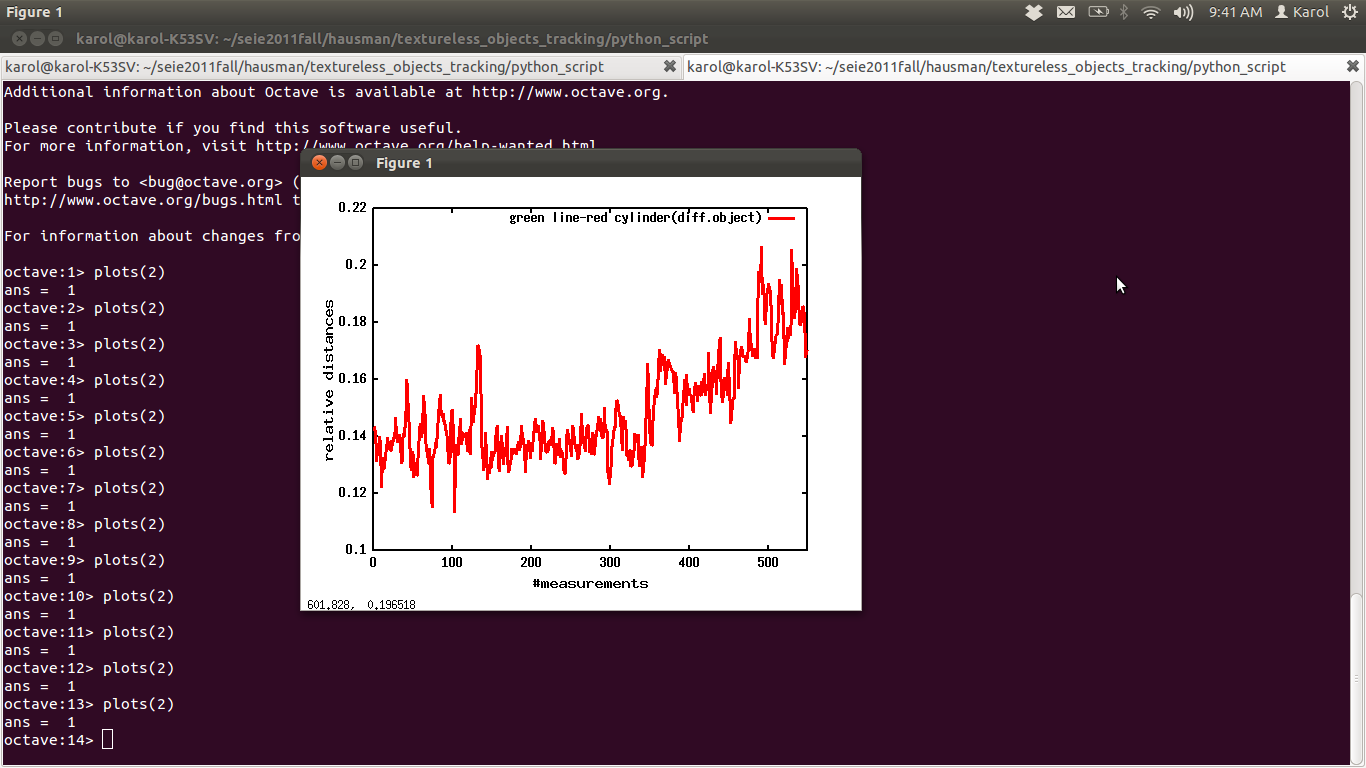 Figure 1
9:41 AM Karol
karol@karol-K53SV: ~/seie2011fall/hausman/textureless_objects_tracking/python_script
karol@karol-K53SV: ~/seie2011fall/hausman/textureless_objects_tracking/python_script
karol@karol-K53SV: ~/seie2011fall/hausman/textureless_objects_tracking/python_script
Additional information about Octave is available at http://www.octave.org.
Please contribute if you find this software useful.
For more information, visit http://www.octave.org/help-wanted.html
Report bugs to <bug@octave.org> (
http://www.octave.org/bugs.html t
For information about changes fro
octave:1> plots(2)
ans = 1
octave:2> plots(2)
ans = 1
octave:3> plots(2)
ans = 1
octave:4> plots(2)
ans = 1
octave:5> plots(2)
ans = 1
octave:6> plots(2)
ans = 1
octave:7> plots(2)
ans = 1
octave:8> plots(2)
ans = 1
octave:9> plots(2)
ans = 1
octave:10> plots(2)
ans = 1
octave:11> plots(2)
ans = 1
octave:12> plots(2)
ans = 1
octave:13> plots(2)
ans = 1
octave:14>
Figure 1
green line-red cylinder(diff.object)
relative distances
0.22
0.2
0.18
0.16
0.14
0.12
0.1
0 100 200 300 400 500
#measurements
601.828, 0.196518